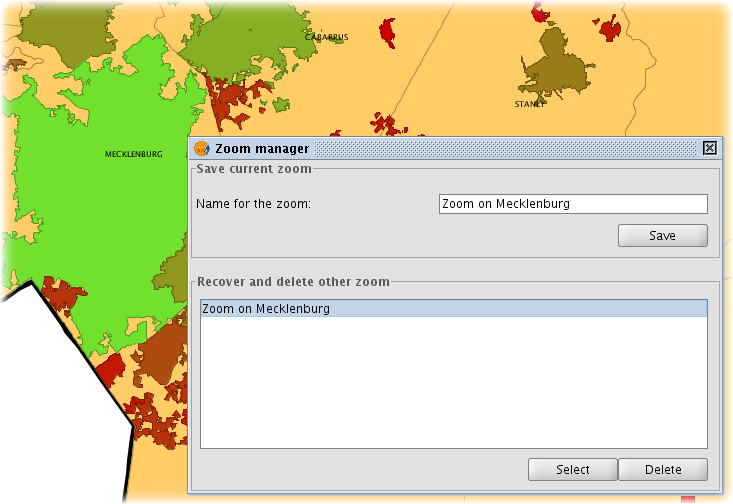 CABARRUS
STANLY
MECKLENBURG
Zoom manager
Save current zoom
Name for the zoom: Zoom on Mecklenburg
Save
Recover and delete other zoom
Zoom on Mecklenburg
Select Delete